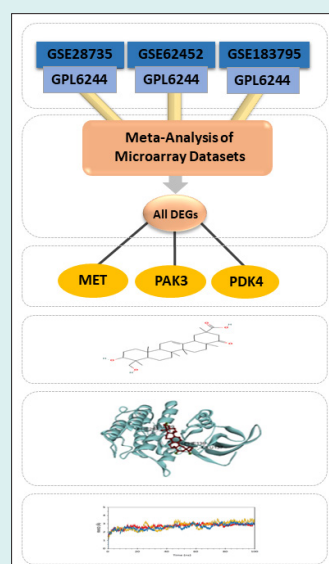 GSE28735 GSE62452 GSE183795
GPL6244 GPL6244 GPL6244
Meta-Analysis of
Microarray Datasets
All DEGs
MET PAK3 PDK4